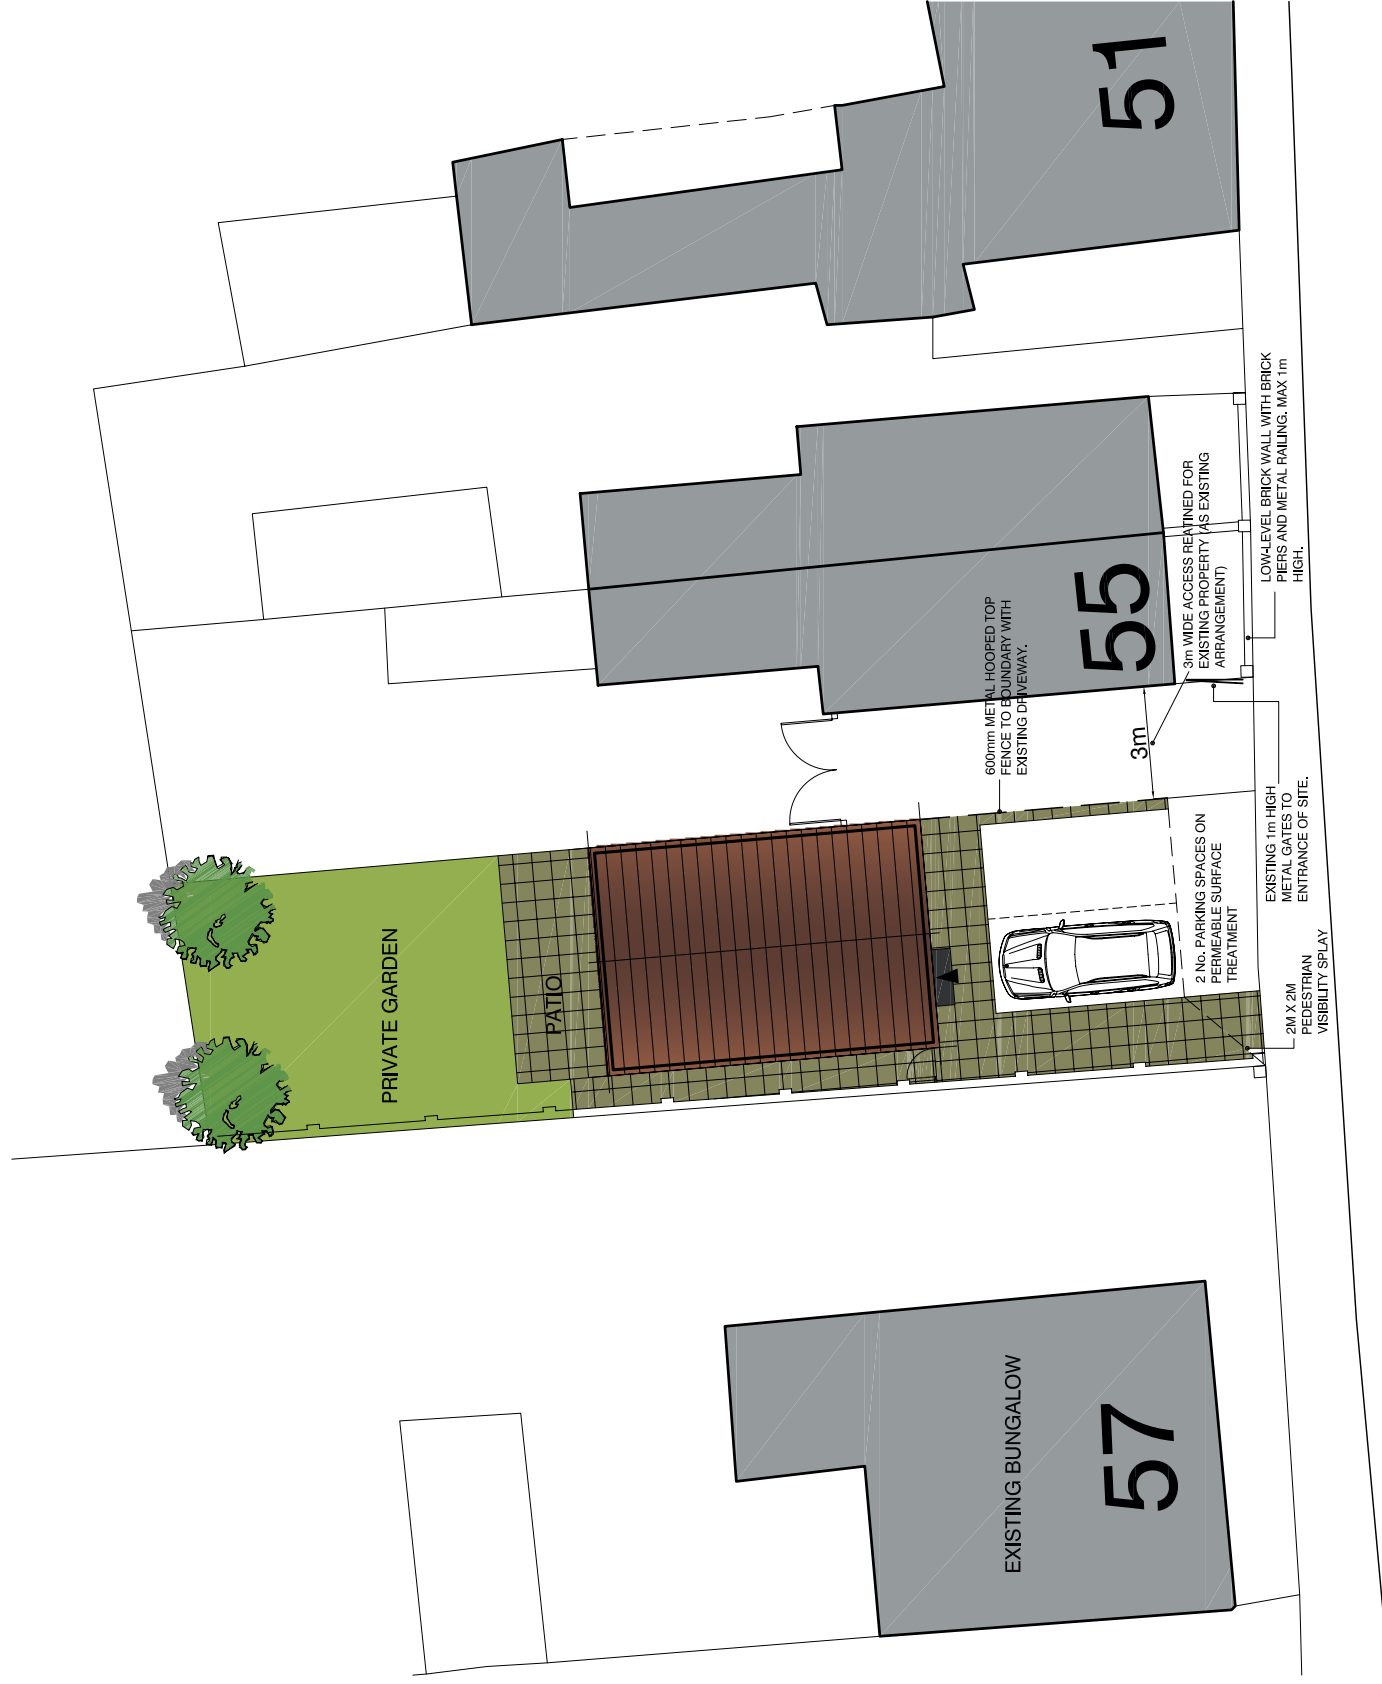 51
LOW-LEVEL BRICK WALL WITH BRICK
PIERS AND METAL RAILING. MAX 1m
HIGH.
3m WIDE ACCESS REATINED FOR
EXISTING PROPERTY (AS EXISTING
ARRANGEMENT)
55
600mm METAL HOOPED TOP
FENCE TO BOUNDARY WITH
EXISTING DRIVEWAY.
3m
EXISTING 1m HIGH
METAL GATES TO
ENTRANCE OF SITE.
2 No. PARKING SPACES ON
PERMEABLE SURFACE
TREATMENT
2M X 2M
PEDESTRIAN
VISIBILITY SPLAY
PRIVATE GARDEN
PATIO
EXISTING BUNGALOW
57